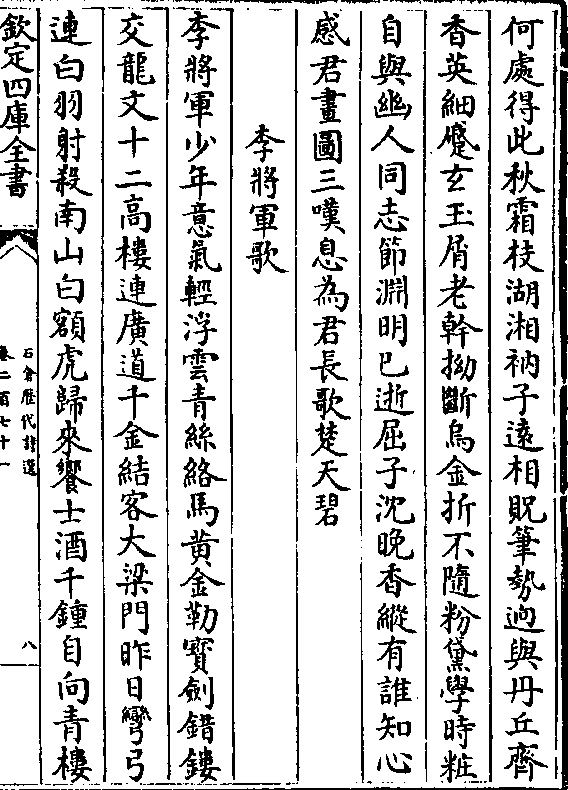 何處得此秋霜枝湖湘衲子遠相貺筆勢逈與丹丘齊
香英細蹙玄玉屑老幹拗斷烏金折不隨粉黛學時粧
自與幽人同志節淵明已逝屈子沈晚香縱有誰知心
感君畫圖三嘆息為君長歌楚天碧
李將軍歌
李將軍少年意氣輕浮雲青絲絡馬黄金勒寳劍錯鏤
交龍文十二髙樓連廣道千金結客大梁門昨日彎弓
連白羽射殺南山白額虎歸來饗士酒千鍾自向青樓
欽定四庫全書
石倉歴代詩選
卷二百七十一
八